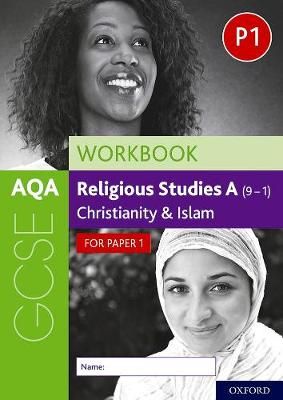 P1
WORKBOOK
AQA
GCSE
Religious Studies A (9–1)
Christianity & Islam
FOR PAPER 1
Name:
OXFORD